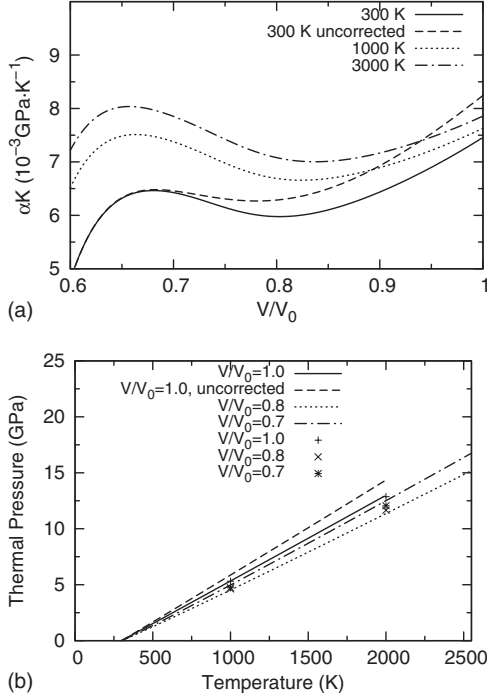 300 K
300 K uncorrected
1000 K
3000 K
10
9
8
7
6
5
αK (10⁻³GPa·K⁻¹)
0.6 0.7 0.8 0.9 1
V/V₀
(a)
V/V₀=1.0
V/V₀=1.0, uncorrected
V/V₀=0.8
V/V₀=0.7
V/V₀=1.0
V/V₀=0.8
V/V₀=0.7
25
20
15
10
5
0
Thermal Pressure (GPa)
0 500 1000 1500 2000 2500
Temperature (K)
(b)